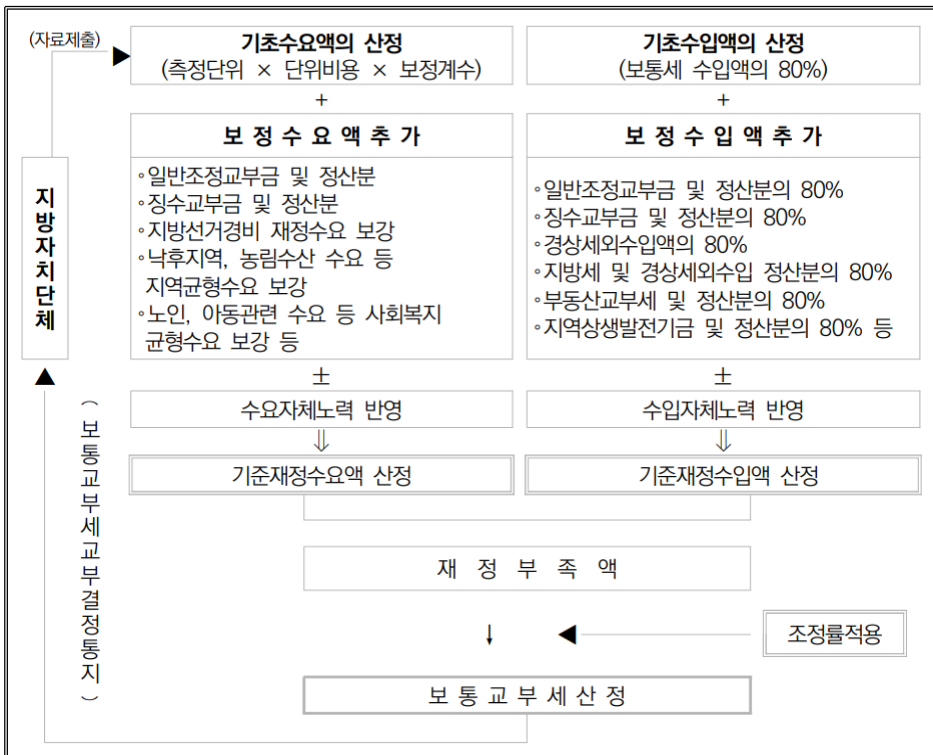 (자료제출)
기초수요액의 산정
(측정단위 × 단위비용 × 보정계수)
+
보 정 수 요 액 추 가
◦일반조정교부금 및 정산분
◦징수교부금 및 정산분
◦지방선거경비 재정수요 보강
◦낙후지역, 농림수산 수요 등
지역균형수요 보강
◦노인, 아동관련 수요 등 사회복지
균형수요 보강 등
±
수요자체노력 반영
⇓
기준재정수요액 산정
기초수입액의 산정
(보통세 수입액의 80%)
+
보 정 수 입 액 추 가
◦일반조정교부금 및 정산분의 80%
◦징수교부금 및 정산분의 80%
◦경상세외수입액의 80%
◦지방세 및 경상세외수입 정산분의 80%
◦부동산교부세 및 정산분의 80%
◦지역상생발전기금 및 정산분의 80% 등
±
수입자체노력 반영
⇓
기준재정수입액 산정
재 정 부 족 액
조정률적용
보 통 교 부 세 산 정
(보통교부세교부결정통지)
지방자치단체